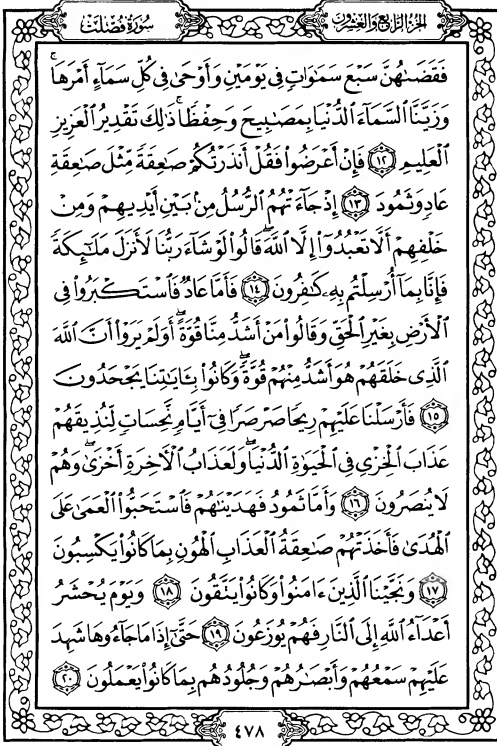 الجزء الرابع والعشرون
سورة فصلت
فَقَضَىٰهُنَّ سَبْعَ سَمَٰوَاتٍ فِى يَوْمَيْنِ وَأَوْحَىٰ فِى كُلِّ سَمَآءٍ أَمْرَهَا ۚ
وَزَيَّنَّا ٱلسَّمَآءَ ٱلدُّنْيَا بِمَصَٰبِيحَ وَحِفْظًا ۚ ذَٰلِكَ تَقْدِيرُ ٱلْعَزِيزِ
ٱلْعَلِيمِ ١٢ فَإِنْ أَعْرَضُوا۟ فَقُلْ أَنذَرْتُكُمْ صَٰعِقَةً مِّثْلَ صَٰعِقَةِ
عَادٍ وَثَمُودَ ١٣ إِذْ جَآءَتْهُمُ ٱلرُّسُلُ مِنۢ بَيْنِ أَيْدِيهِمْ وَمِنْ
خَلْفِهِمْ أَلَّا تَعْبُدُوٓا۟ إِلَّا ٱللَّهَ ۖ قَالُوا۟ لَوْ شَآءَ رَبُّنَا لَأَنزَلَ مَلَٰٓئِكَةً
فَإِنَّا بِمَآ أُرْسِلْتُم بِهِۦ كَٰفِرُونَ ١٤ فَأَمَّا عَادٌ فَٱسْتَكْبَرُوا۟ فِى
ٱلْأَرْضِ بِغَيْرِ ٱلْحَقِّ وَقَالُوا۟ مَنْ أَشَدُّ مِنَّا قُوَّةً ۖ أَوَلَمْ يَرَوْا۟ أَنَّ ٱللَّهَ
ٱلَّذِى خَلَقَهُمْ هُوَ أَشَدُّ مِنْهُمْ قُوَّةً ۖ وَكَانُوا۟ بِـَٔايَٰتِنَا يَجْحَدُونَ
١٥ فَأَرْسَلْنَا عَلَيْهِمْ رِيحًا صَرْصَرًا فِىٓ أَيَّامٍ نَّحِسَاتٍ لِّنُذِيقَهُمْ
عَذَابَ ٱلْخِزْىِ فِى ٱلْحَيَوٰةِ ٱلدُّنْيَا ۖ وَلَعَذَابُ ٱلْءَاخِرَةِ أَخْزَىٰ ۖ وَهُمْ
لَا يُنصَرُونَ ١٦ وَأَمَّا ثَمُودُ فَهَدَيْنَٰهُمْ فَٱسْتَحَبُّوا۟ ٱلْعَمَىٰ عَلَى
ٱلْهُدَىٰ فَأَخَذَتْهُمْ صَٰعِقَةُ ٱلْعَذَابِ ٱلْهُونِ بِمَا كَانُوا۟ يَكْسِبُونَ
١٧ وَنَجَّيْنَا ٱلَّذِينَ ءَامَنُوا۟ وَكَانُوا۟ يَتَّقُونَ ١٨ وَيَوْمَ يُحْشَرُ
أَعْدَآءُ ٱللَّهِ إِلَى ٱلنَّارِ فَهُمْ يُوزَعُونَ ١٩ حَتَّىٰٓ إِذَا مَا جَآءُوهَا شَهِدَ
عَلَيْهِمْ سَمْعُهُمْ وَأَبْصَٰرُهُمْ وَجُلُودُهُم بِمَا كَانُوا۟ يَعْمَلُونَ ٢٠
٤٧٨